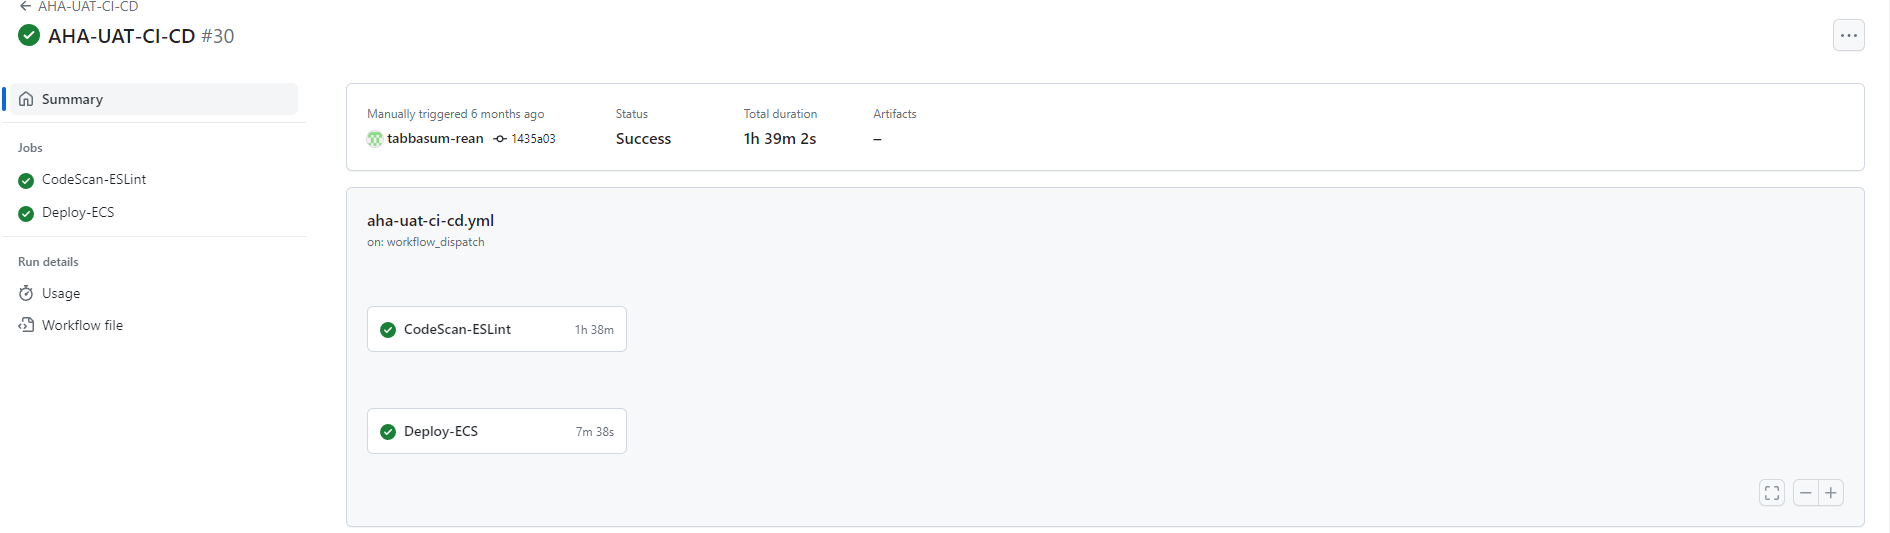 AHA-UAT-CI-CD
AHA-UAT-CI-CD #30
Summary
Jobs
CodeScan-ESLint
Deploy-ECS
Run details
Usage
Workflow file
Manually triggered 6 months ago
tabbasum-rean 1435a03
Status
Success
Total duration
1h 39m 2s
Artifacts
–
aha-uat-ci-cd.yml
on: workflow_dispatch
CodeScan-ESLint 1h 38m
Deploy-ECS 7m 38s